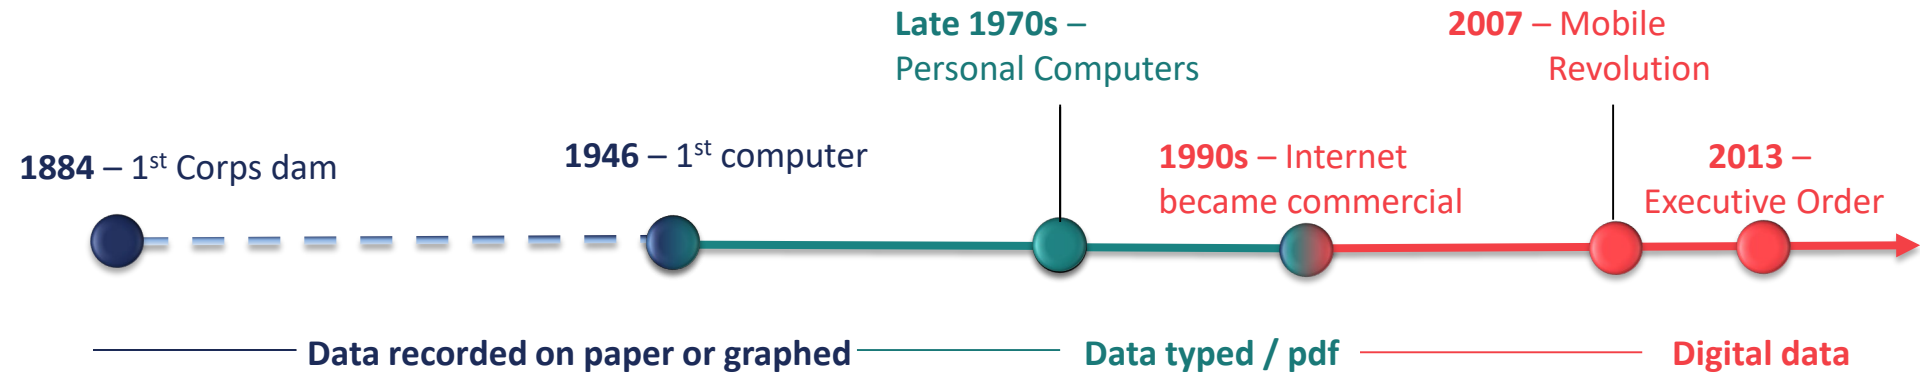 Late 1970s –
Personal Computers
2007 – Mobile
Revolution
1884 – 1st Corps dam
1946 – 1st computer
1990s – Internet
became commercial
2013 –
Executive Order
Data recorded on paper or graphed
Data typed / pdf
Digital data